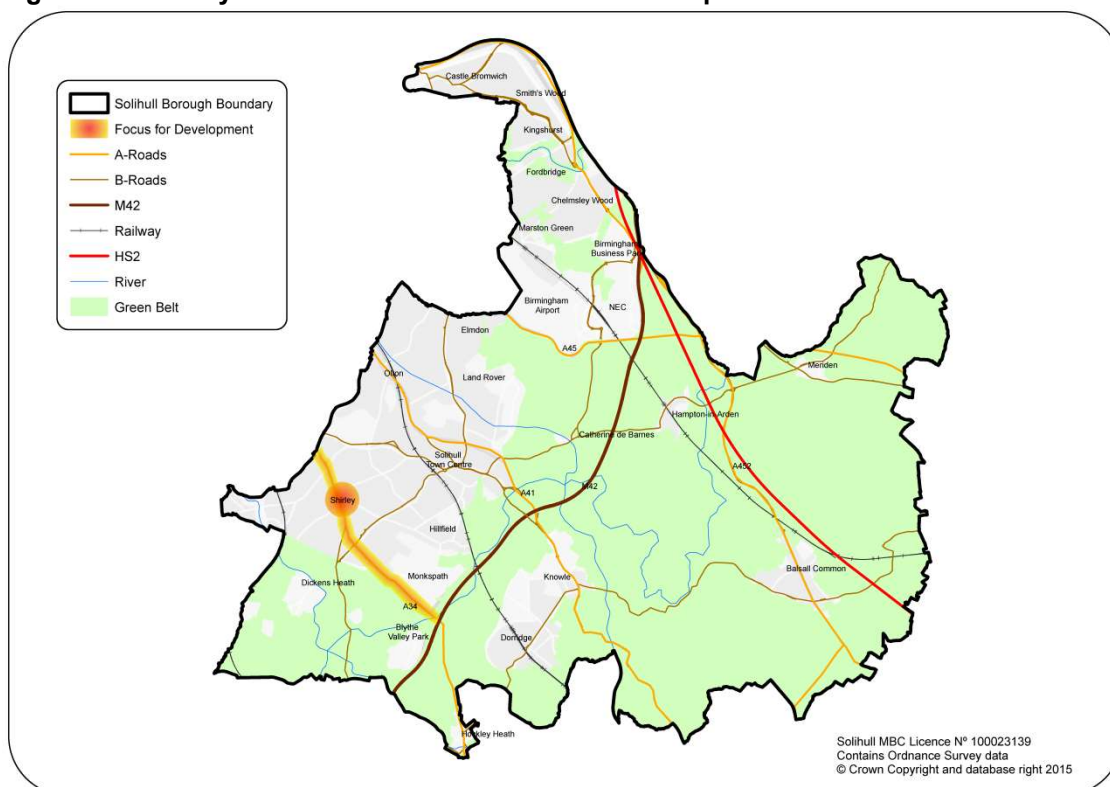 Solihull Borough Boundary
Focus for Development
A-Roads
B-Roads
M42
Railway
HS2
River
Green Belt
Castle Bromwich
Smith's Wood
Kingshurst
Fordbridge
Chelmsley Wood
Marston Green
Birmingham
Business Park
Birmingham
Airport
NEC
Elmdon
A45
Meriden
Olton
Land Rover
Hampton-in-Arden
Catherine de Barnes
Solihull
Town Centre
A452
M42
A41
Shirley
Hillfield
Dickens Heath
Monkspath
Knowle
Balsall Common
A34
Blythe
Valley Park
Dorridge
Hockley Heath
Solihull MBC Licence Nº 100023139
Contains Ordnance Survey data
© Crown Copyright and database right 2015